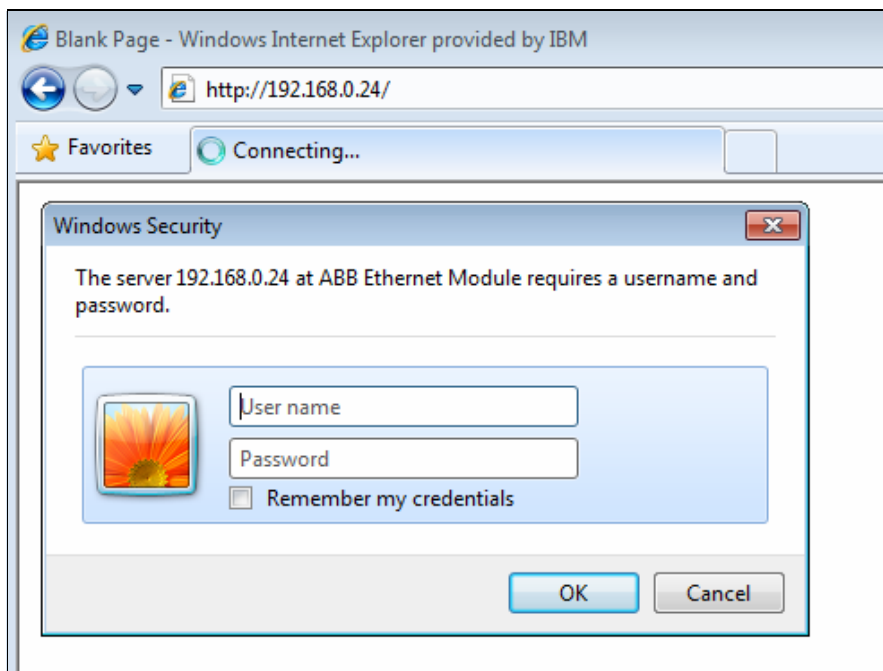 Blank Page - Windows Internet Explorer provided by IBM
http://192.168.0.24/
Favorites
Connecting...
Windows Security
The server 192.168.0.24 at ABB Ethernet Module requires a username and
password.
User name
Password
Remember my credentials
OK
Cancel